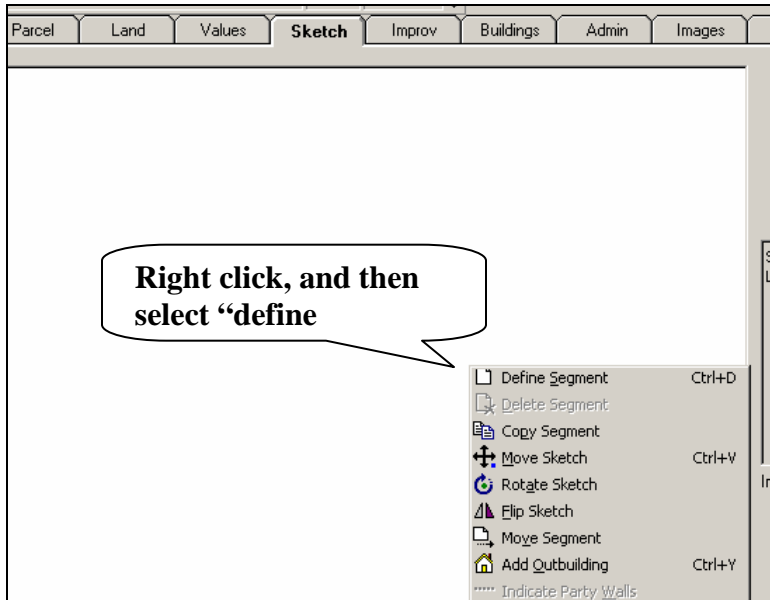 Parcel Land Values Sketch Improv Buildings Admin Images
Right click, and then
select “define
Define Segment Ctrl+D
Delete Segment
Copy Segment
Move Sketch Ctrl+V
Rotate Sketch
Flip Sketch
Move Segment
Add Outbuilding Ctrl+Y
Indicate Party Walls